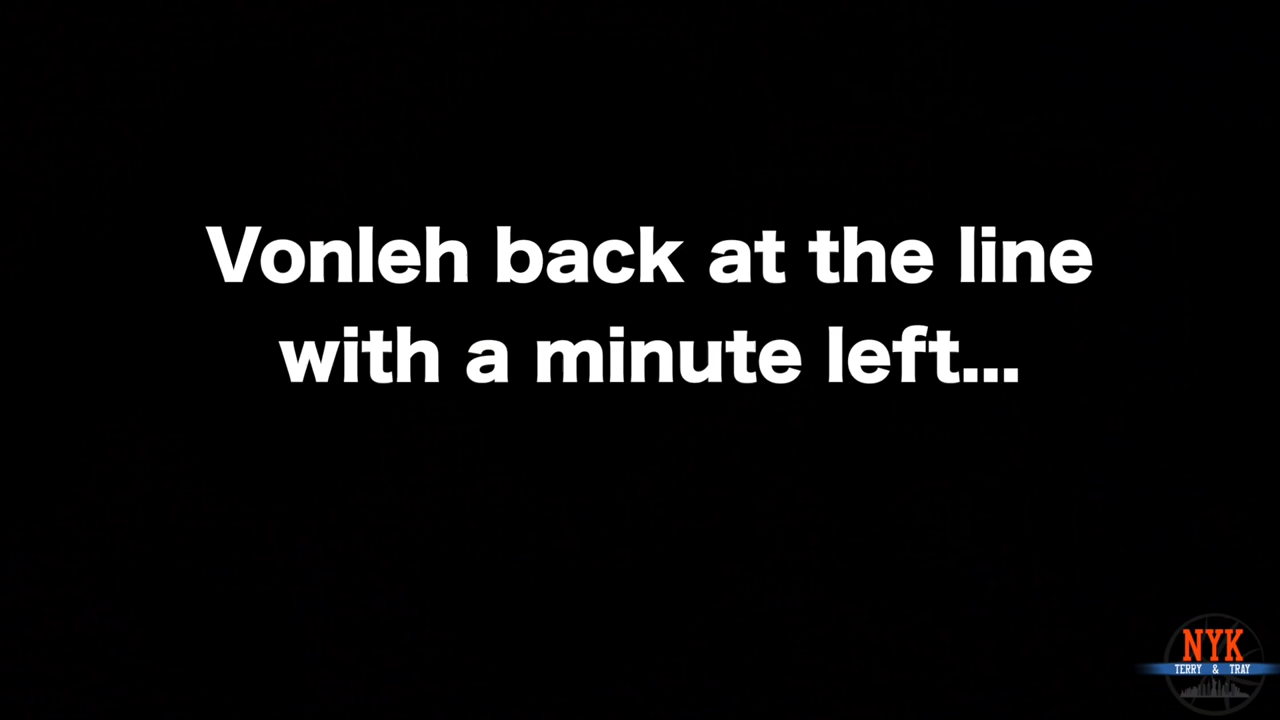 Vonleh back at the line
with a minute left...
NYK
TERRY & TRAY